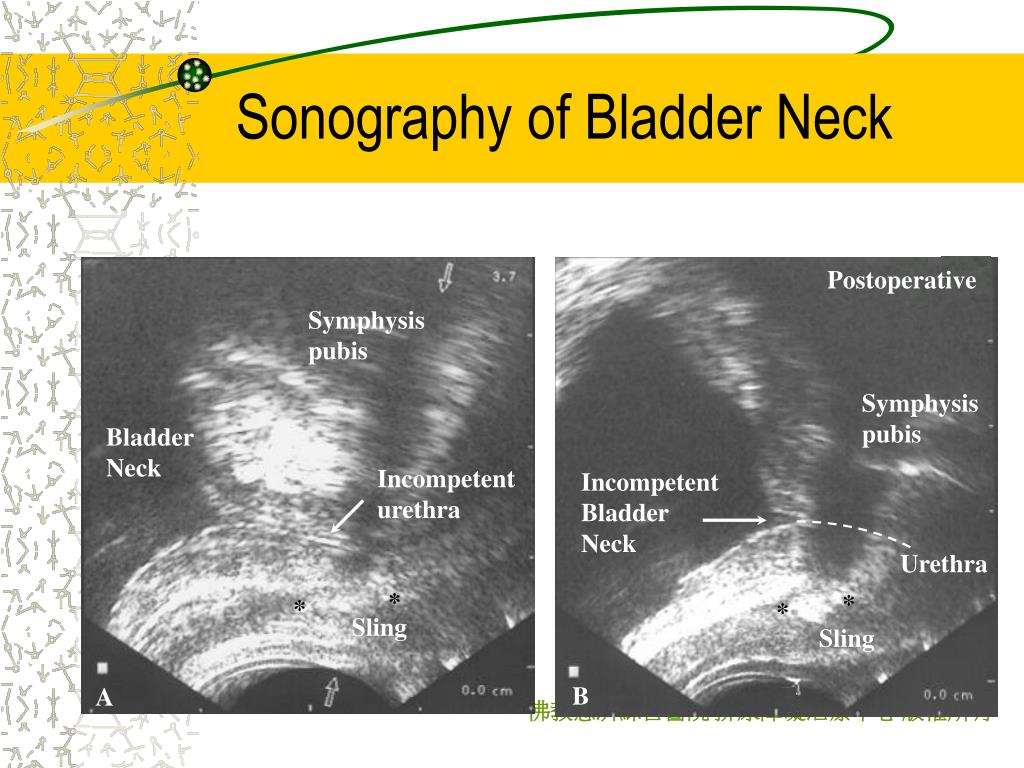 Sonography of Bladder Neck
3.7
Symphysis
pubis
Bladder
Neck
Incompetent
urethra
*
*
Sling
A
0.0 cm
Postoperative
Symphysis
pubis
Incompetent
Bladder
Neck
Urethra
*
*
Sling
B
0.0 cm